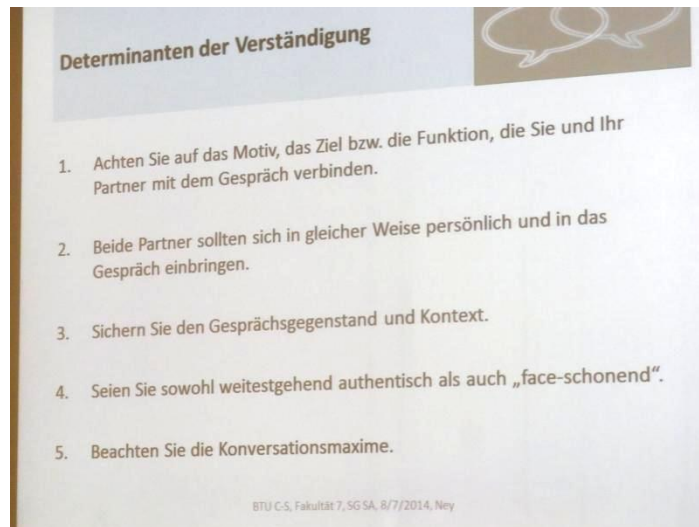 Determinanten der Verständigung
1. Achten Sie auf das Motiv, das Ziel bzw. die Funktion, die Sie und Ihr
Partner mit dem Gespräch verbinden.
2. Beide Partner sollten sich in gleicher Weise persönlich und in das
Gespräch einbringen.
3. Sichern Sie den Gesprächsgegenstand und Kontext.
4. Seien Sie sowohl weitestgehend authentisch als auch „face-schonend“.
5. Beachten Sie die Konversationsmaxime.
BTU C-S, Fakultät 7, SG SA, 8/7/2014, Ney